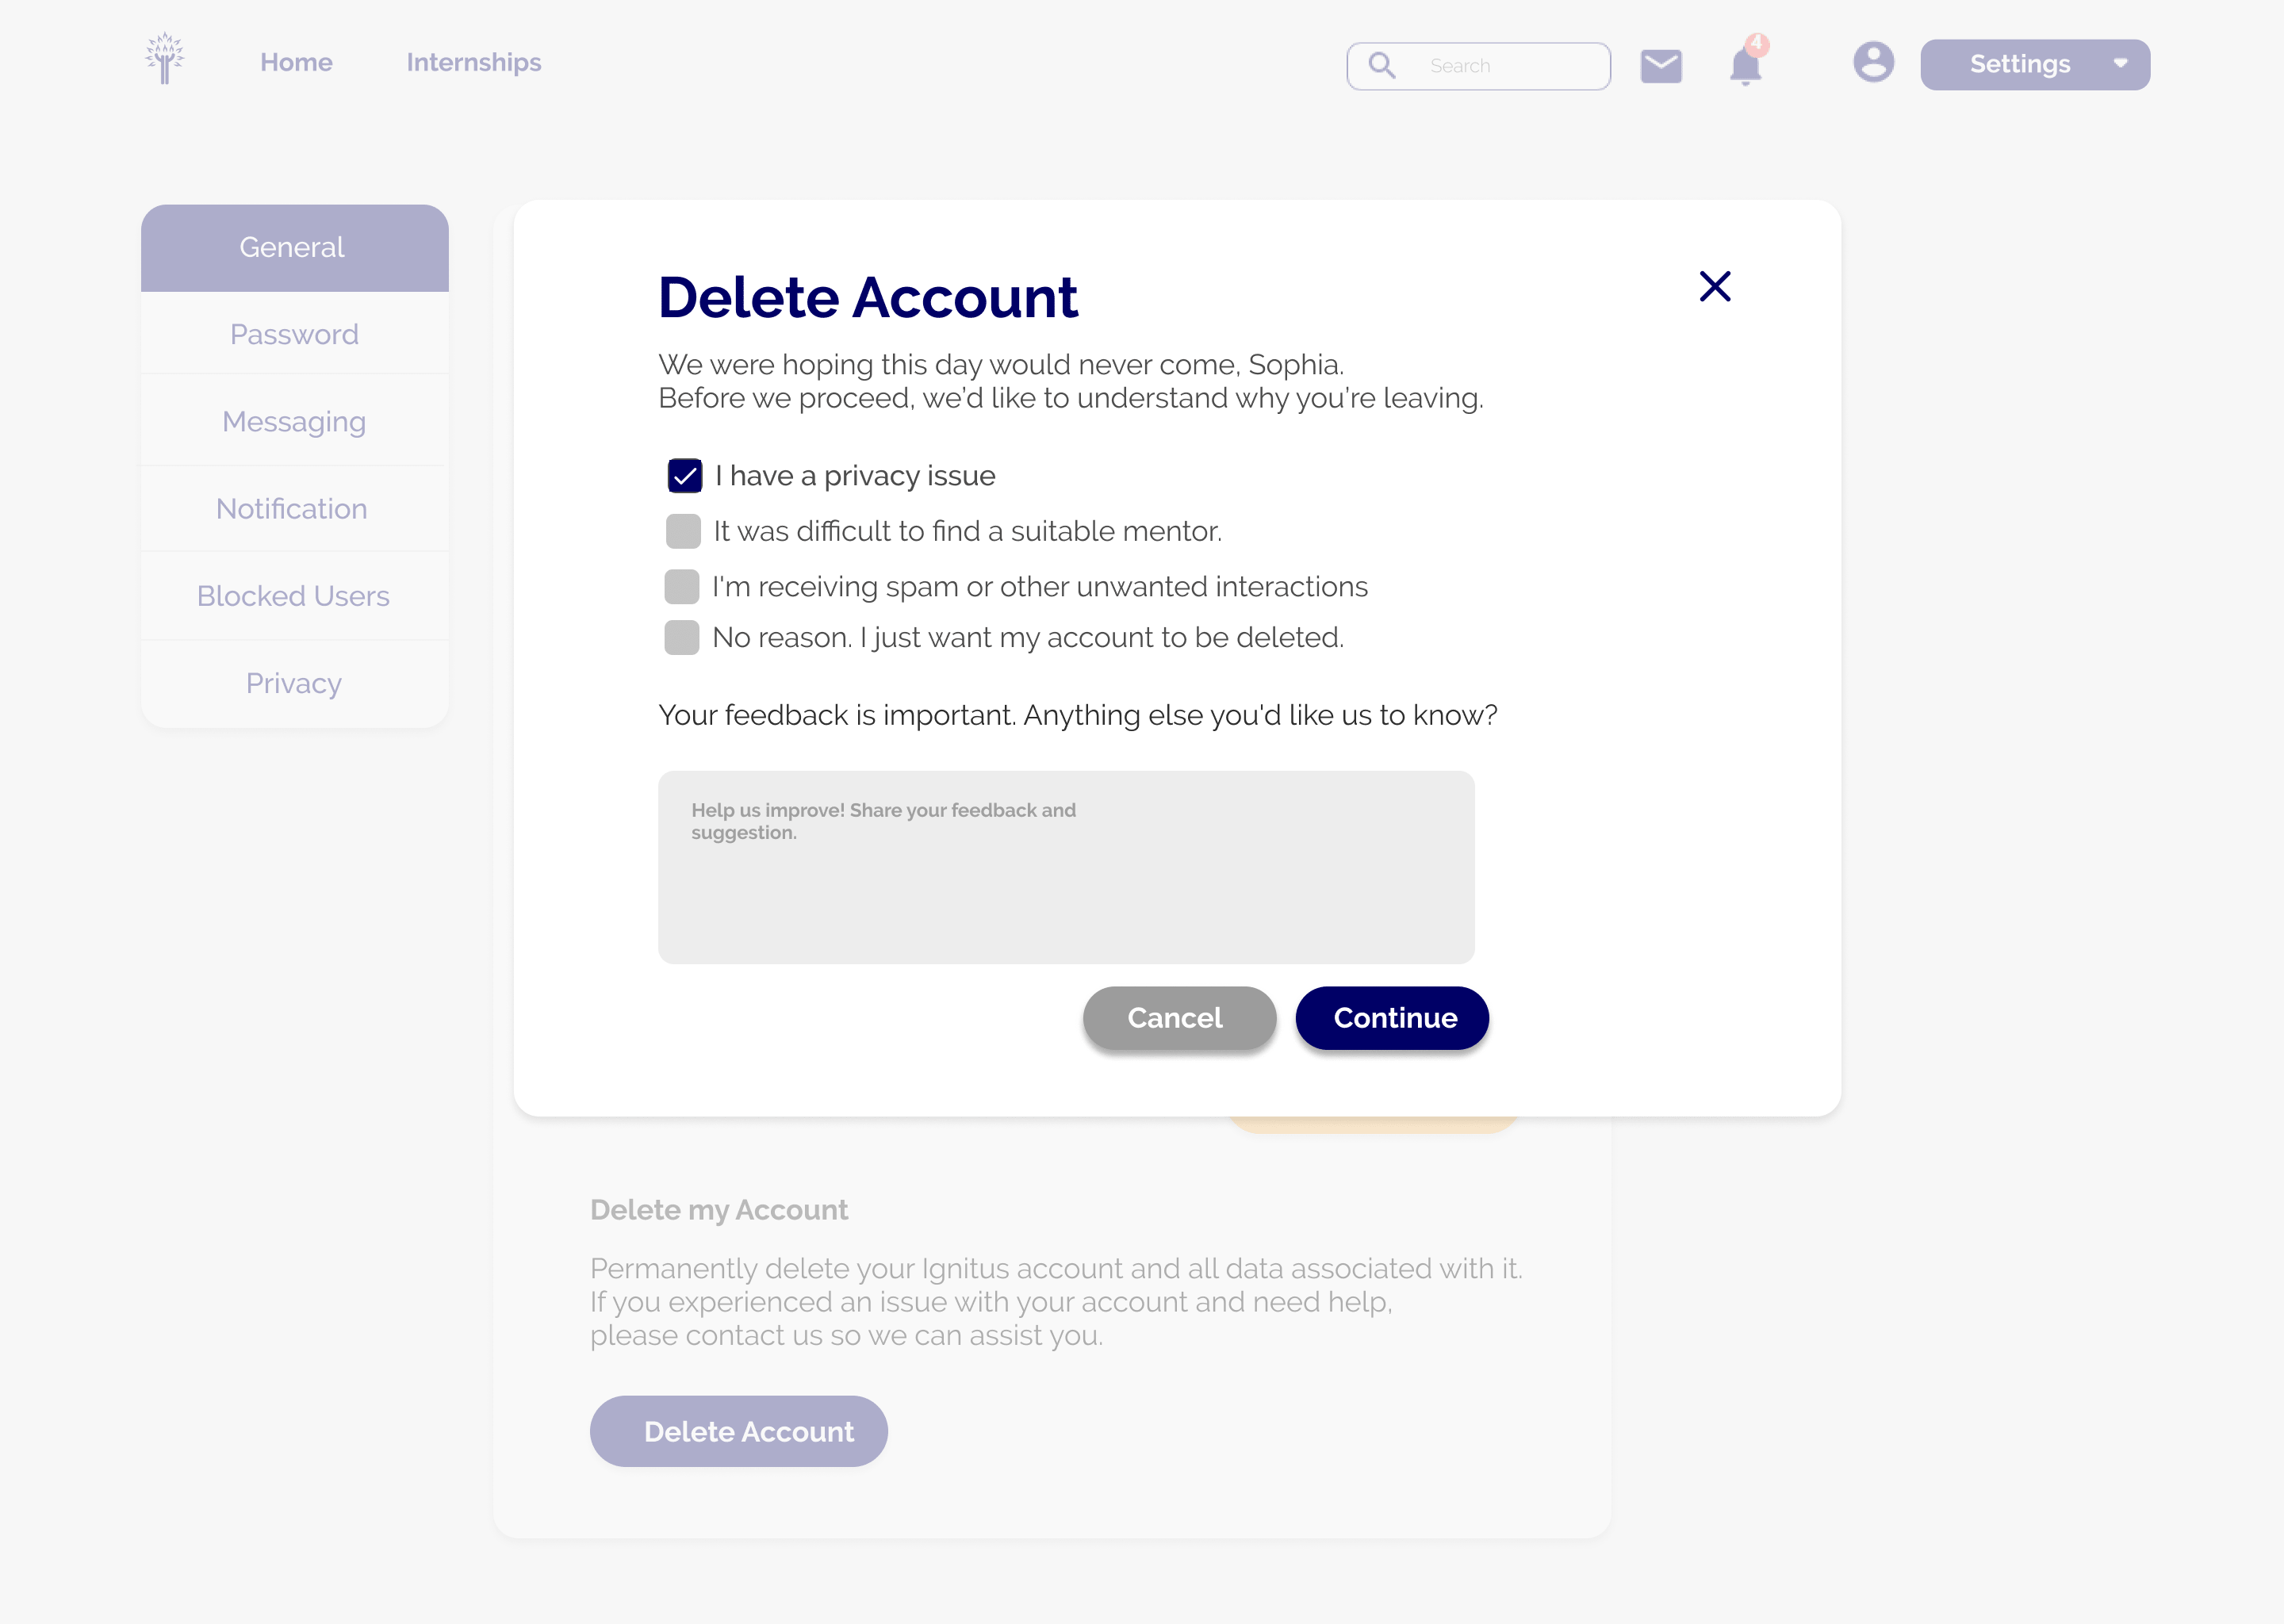 Home
Internships
Search
4
Settings
General
Password
Messaging
Notification
Blocked Users
Privacy
Delete Account
We were hoping this day would never come, Sophia.
Before we proceed, we’d like to understand why you’re leaving.
I have a privacy issue
It was difficult to find a suitable mentor.
I'm receiving spam or other unwanted interactions
No reason. I just want my account to be deleted.
Your feedback is important. Anything else you'd like us to know?
Help us improve! Share your feedback and
suggestion.
Cancel
Continue
Delete my Account
Permanently delete your Ignitus account and all data associated with it.
If you experienced an issue with your account and need help,
please contact us so we can assist you.
Delete Account